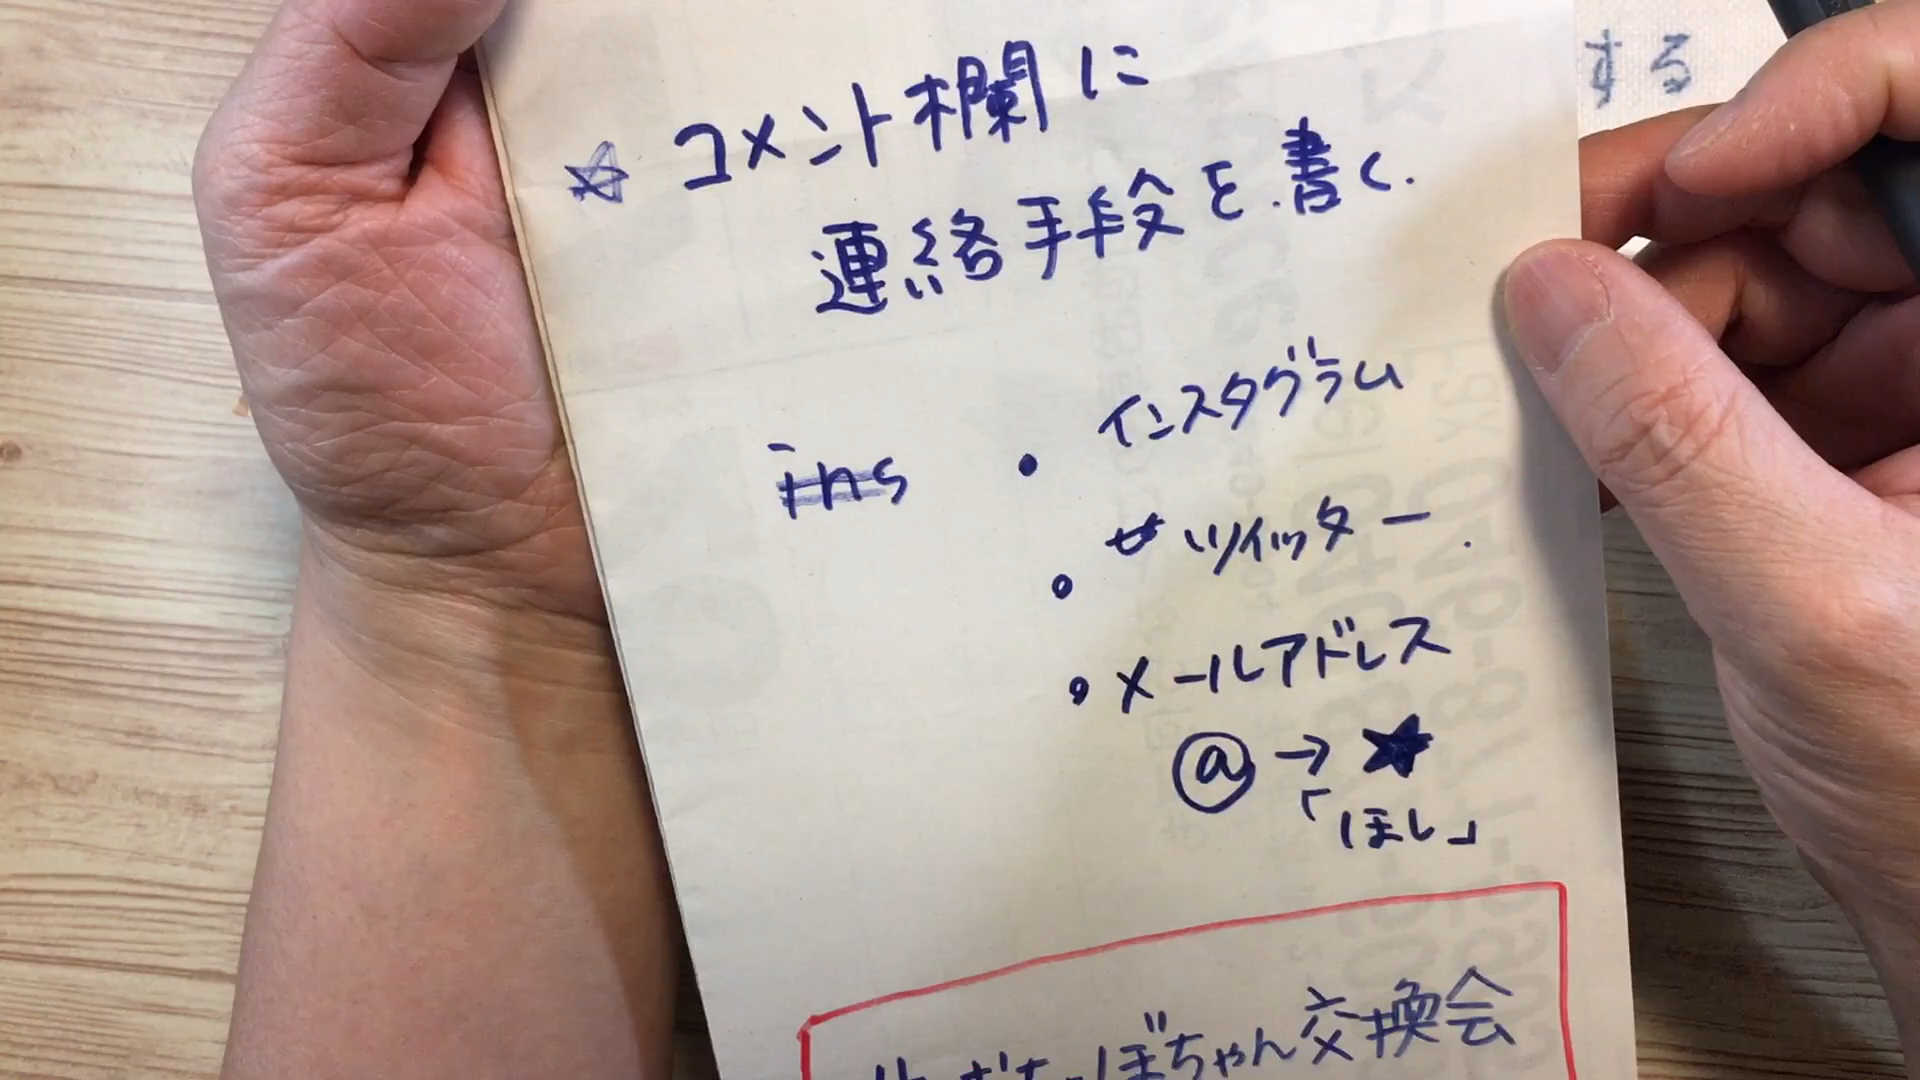 する
☆ コメント欄に
連絡手段を書く.
ins
・ インスタグラム
・ ツイッター.
・ メールアドレス
@ → ★
「ほし」
ぼちゃん交換会